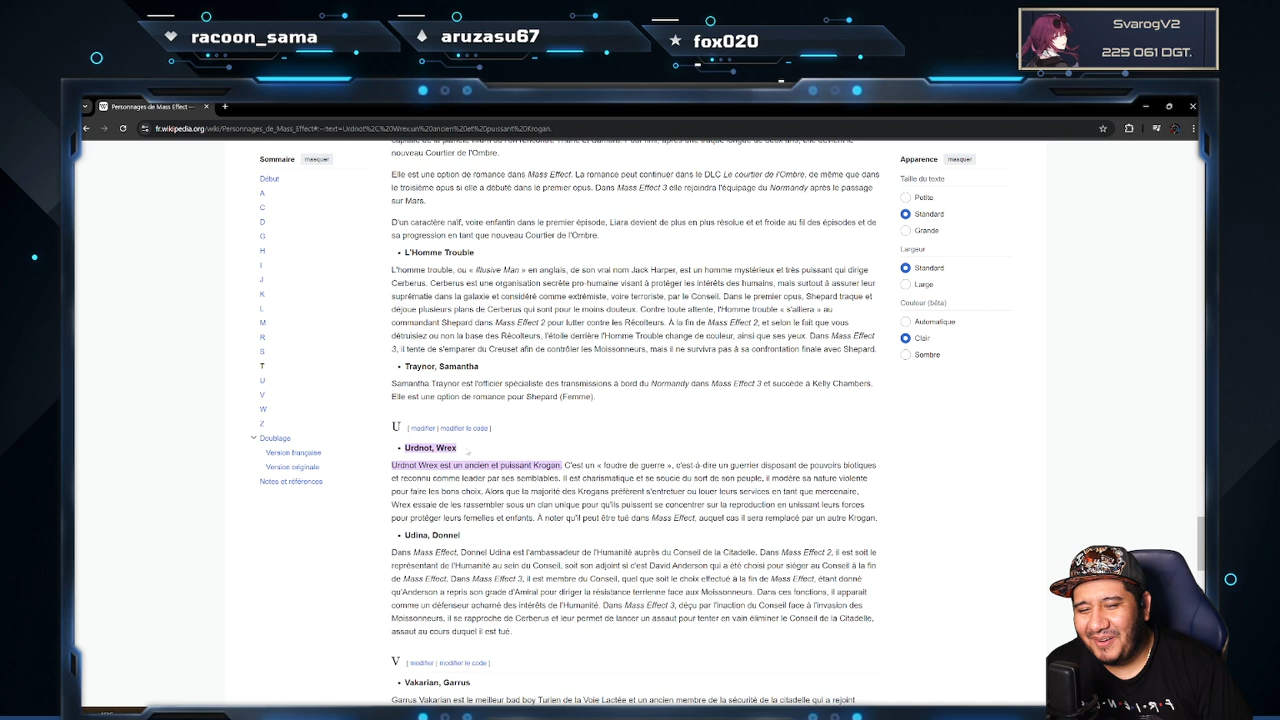 racoon_sama
aruzasu67
fox020
SvarogV2
225 061 DGT.
Personnages de Mass Effect —
fr.wikipedia.org/wiki/Personnages_de_Mass_Effect#:~:text=Urdnot%2C%20Wrex,un%20ancien%20et%20puissant%20Krogan.
Sommaire masquer
Début
A
C
D
G
H
I
J
K
L
M
R
S
T
U
V
W
Z
Doublage
Version française
Version originale
Notes et références
nouveau Courtier de l'Ombre.
Elle est une option de romance dans Mass Effect. La romance peut continuer dans le DLC Le courtier de l'Ombre, de même que dans
le troisième opus si elle a débuté dans le premier opus. Dans Mass Effect 3 elle rejoindra l'équipage du Normandy après le passage
sur Mars.
D'un caractère naïf, voire enfantin dans le premier épisode, Liara devient de plus en plus résolue et et froide au fil des épisodes et de
sa progression en tant que nouveau Courtier de l'Ombre.
• L'Homme Trouble
L'homme trouble, ou « Illusive Man » en anglais, de son vrai nom Jack Harper, est un homme mystérieux et très puissant qui dirige
Cerberus. Cerberus est une organisation secrète pro-humaine visant à protéger les intérêts des humains, mais surtout à assurer leur
suprématie dans la galaxie et considéré comme extrémiste, voire terroriste, par le Conseil. Dans le premier opus, Shepard traque et
déjoue plusieurs plans de Cerberus qui sont pour le moins douteux. Contre toute attente, l'Homme trouble « s'alliera » au
commandant Shepard dans Mass Effect 2 pour lutter contre les Récolteurs. À la fin de Mass Effect 2, et selon le fait que vous
détruisiez ou non la base des Récolteurs, l'étoile derrière l'Homme Trouble change de couleur, ainsi que ses yeux. Dans Mass Effect
3, il tente de s'emparer du Creuset afin de contrôler les Moissonneurs, mais il ne survivra pas à sa confrontation finale avec Shepard.
• Traynor, Samantha
Samantha Traynor est l'officier spécialiste des transmissions à bord du Normandy dans Mass Effect 3 et succède à Kelly Chambers.
Elle est une option de romance pour Shepard (Femme).
U [ modifier | modifier le code ]
• Urdnot, Wrex
Urdnot Wrex est un ancien et puissant Krogan. C'est un « foudre de guerre », c'est-à-dire un guerrier disposant de pouvoirs biotiques
et reconnu comme leader par ses semblables. Il est charismatique et se soucie du sort de son peuple, il modère sa nature violente
pour faire les bons choix. Alors que la majorité des Krogans préfèrent s'entretuer ou louer leurs services en tant que mercenaire,
Wrex essaie de les rassembler sous un clan unique pour qu'ils puissent se concentrer sur la reproduction en unissant leurs forces
pour protéger leurs femelles et enfants. À noter qu'il peut être tué dans Mass Effect, auquel cas il sera remplacé par un autre Krogan.
• Udina, Donnel
Dans Mass Effect, Donnel Udina est l'ambassadeur de l'Humanité auprès du Conseil de la Citadelle. Dans Mass Effect 2, il est soit le
représentant de l'Humanité au sein du Conseil, soit son adjoint si c'est David Anderson qui a été choisi pour siéger au Conseil à la fin
de Mass Effect. Dans Mass Effect 3, il est membre du Conseil, quel que soit le choix effectué à la fin de Mass Effect, étant donné
qu'Anderson a repris son grade d'Amiral pour diriger la résistance terrienne face aux Moissonneurs. Dans ces fonctions, il apparaît
comme un défenseur acharné des intérêts de l'Humanité. Dans Mass Effect 3, déçu par l'inaction du Conseil face à l'invasion des
Moissonneurs, il se rapproche de Cerberus et leur permet de lancer un assaut pour tenter en vain éliminer le Conseil de la Citadelle,
assaut au cours duquel il est tué.
V [ modifier | modifier le code ]
• Vakarian, Garrus
Garrus Vakarian est le meilleur bad boy Turien de la Voie Lactée et un ancien membre de la sécurité de la citadelle qui a rejoint
Apparence masquer
Taille du texte
Petite
Standard
Grande
Largeur
Standard
Large
Couleur (bêta)
Automatique
Clair
Sombre